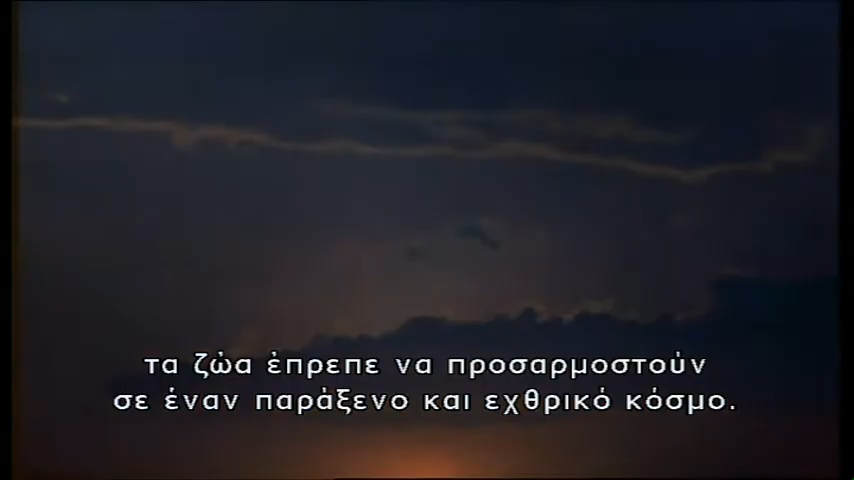 τα ζώα έπρεπε να προσαρμοστούν
σε έναν παράξενο και εχθρικό κόσμο.